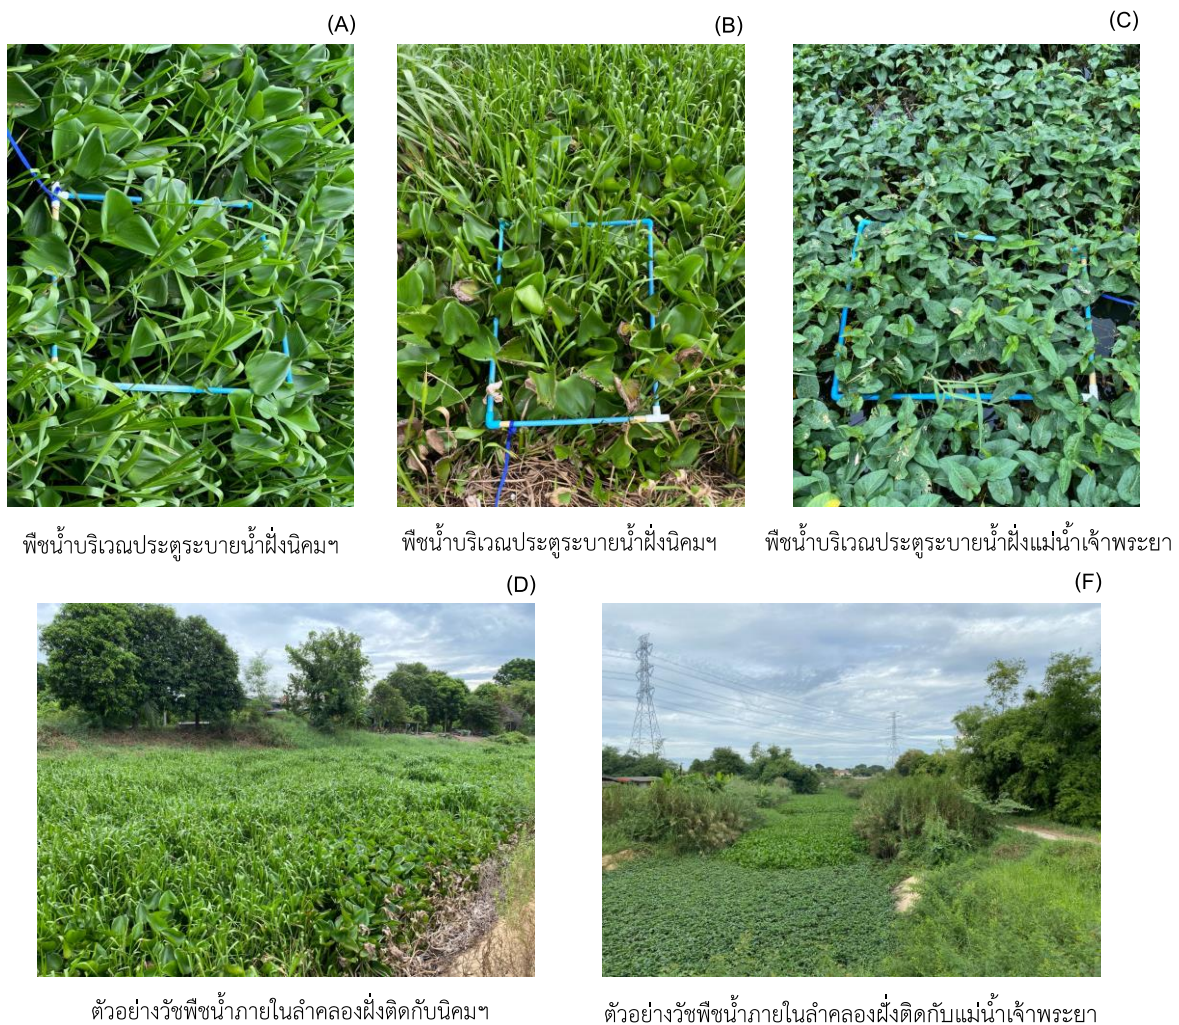 (A)
(B)
(C)
พืชน้ำบริเวณประตูระบายน้ำฝั่งนิคมฯ
พืชน้ำบริเวณประตูระบายน้ำฝั่งนิคมฯ
พืชน้ำบริเวณประตูระบายน้ำฝั่งแม่น้ำเจ้าพระยา
(D)
(F)
ตัวอย่างวัชพืชน้ำภายในลำคลองฝั่งติดกับนิคมฯ
ตัวอย่างวัชพืชน้ำภายในลำคลองฝั่งติดกับแม่น้ำเจ้าพระยา